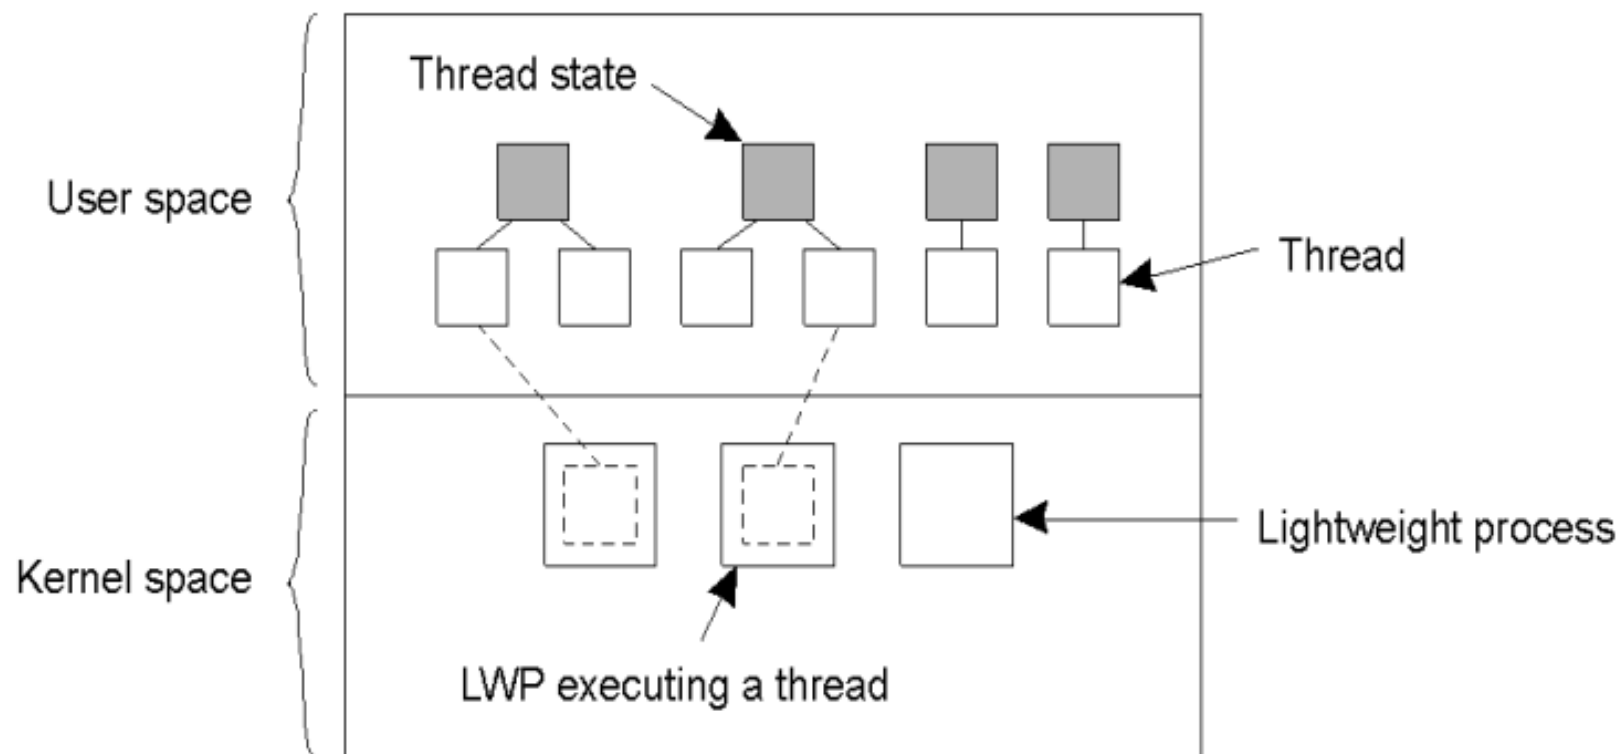 Thread state
User space
Thread
Lightweight process
Kernel space
LWP executing a thread